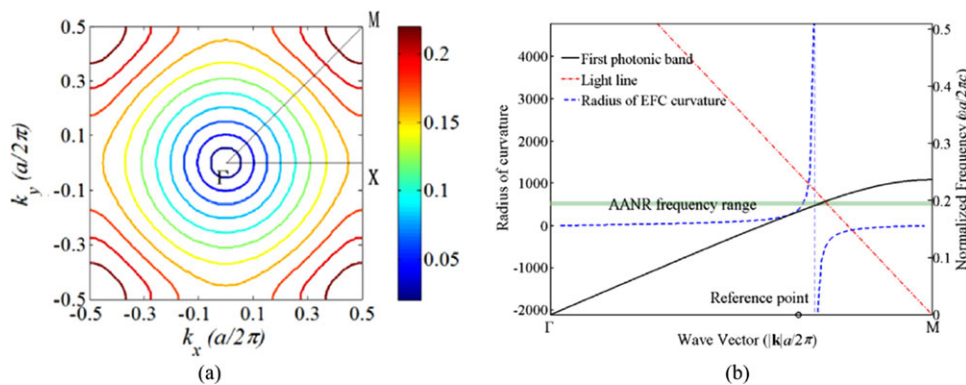 0.5
0.3
0.1
-0.1
-0.3
-0.5
-0.5 -0.3 -0.1 0.1 0.3 0.5
k_y (a/2π)
k_x (a/2π)
Γ
M
X
0.2
0.15
0.1
0.05
(a)
4000
3000
2000
1000
0
-1000
-2000
Radius of curvature
First photonic band
Light line
Radius of EFC curvature
AANR frequency range
Reference point
Γ
M
Wave Vector (|k|a/2π)
0.5
0.4
0.3
0.2
0.1
0
Normalized Frequency ωa/2πc
(b)